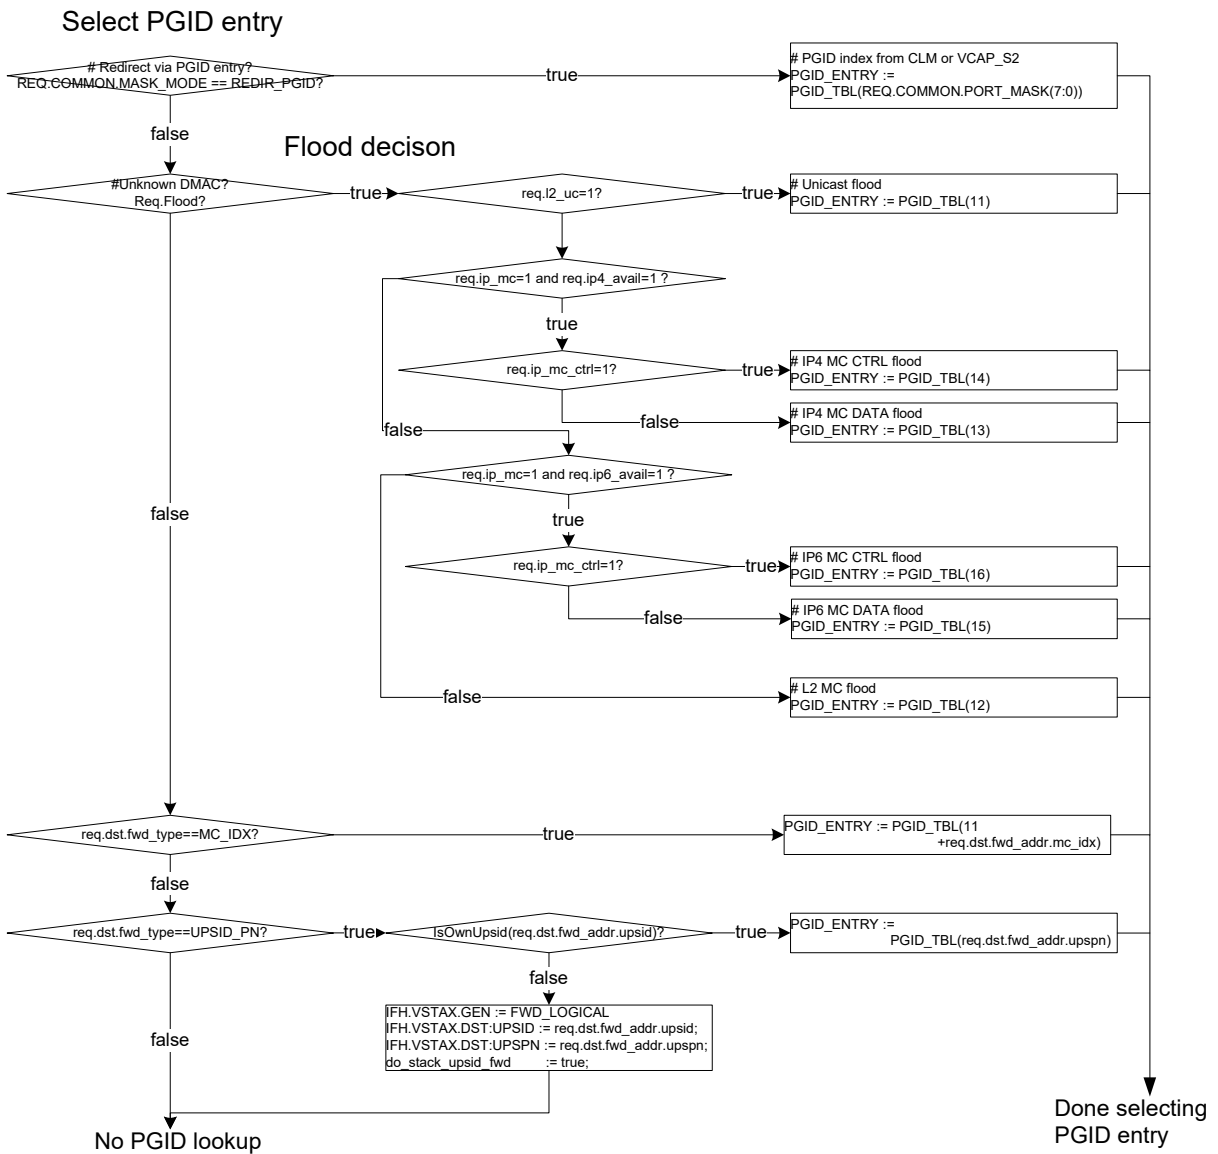 Select PGID entry
# Redirect via PGID entry?
REQ.COMMON.MASK_MODE == REDIR_PGID?
true
# PGID index from CLM or VCAP_S2
PGID_ENTRY :=
PGID_TBL(REQ.COMMON.PORT_MASK(7:0))
false
Flood decison
#Unknown DMAC?
Req.Flood?
true
req.l2_uc=1?
true
# Unicast flood
PGID_ENTRY := PGID_TBL(11)
req.ip_mc=1 and req.ip4_avail=1 ?
true
req.ip_mc_ctrl=1?
true
# IP4 MC CTRL flood
PGID_ENTRY := PGID_TBL(14)
false
# IP4 MC DATA flood
PGID_ENTRY := PGID_TBL(13)
false
req.ip_mc=1 and req.ip6_avail=1 ?
false
true
req.ip_mc_ctrl=1?
true
# IP6 MC CTRL flood
PGID_ENTRY := PGID_TBL(16)
false
# IP6 MC DATA flood
PGID_ENTRY := PGID_TBL(15)
false
# L2 MC flood
PGID_ENTRY := PGID_TBL(12)
req.dst.fwd_type==MC_IDX?
true
PGID_ENTRY := PGID_TBL(11
+req.dst.fwd_addr.mc_idx)
false
req.dst.fwd_type==UPSID_PN?
true
IsOwnUpsid(req.dst.fwd_addr.upsid)?
true
PGID_ENTRY :=
PGID_TBL(req.dst.fwd_addr.upspn)
false
IFH.VSTAX.GEN := FWD_LOGICAL
IFH.VSTAX.DST:UPSID := req.dst.fwd_addr.upsid;
IFH.VSTAX.DST:UPSPN := req.dst.fwd_addr.upspn;
do_stack_upsid_fwd := true;
false
No PGID lookup
Done selecting
PGID entry